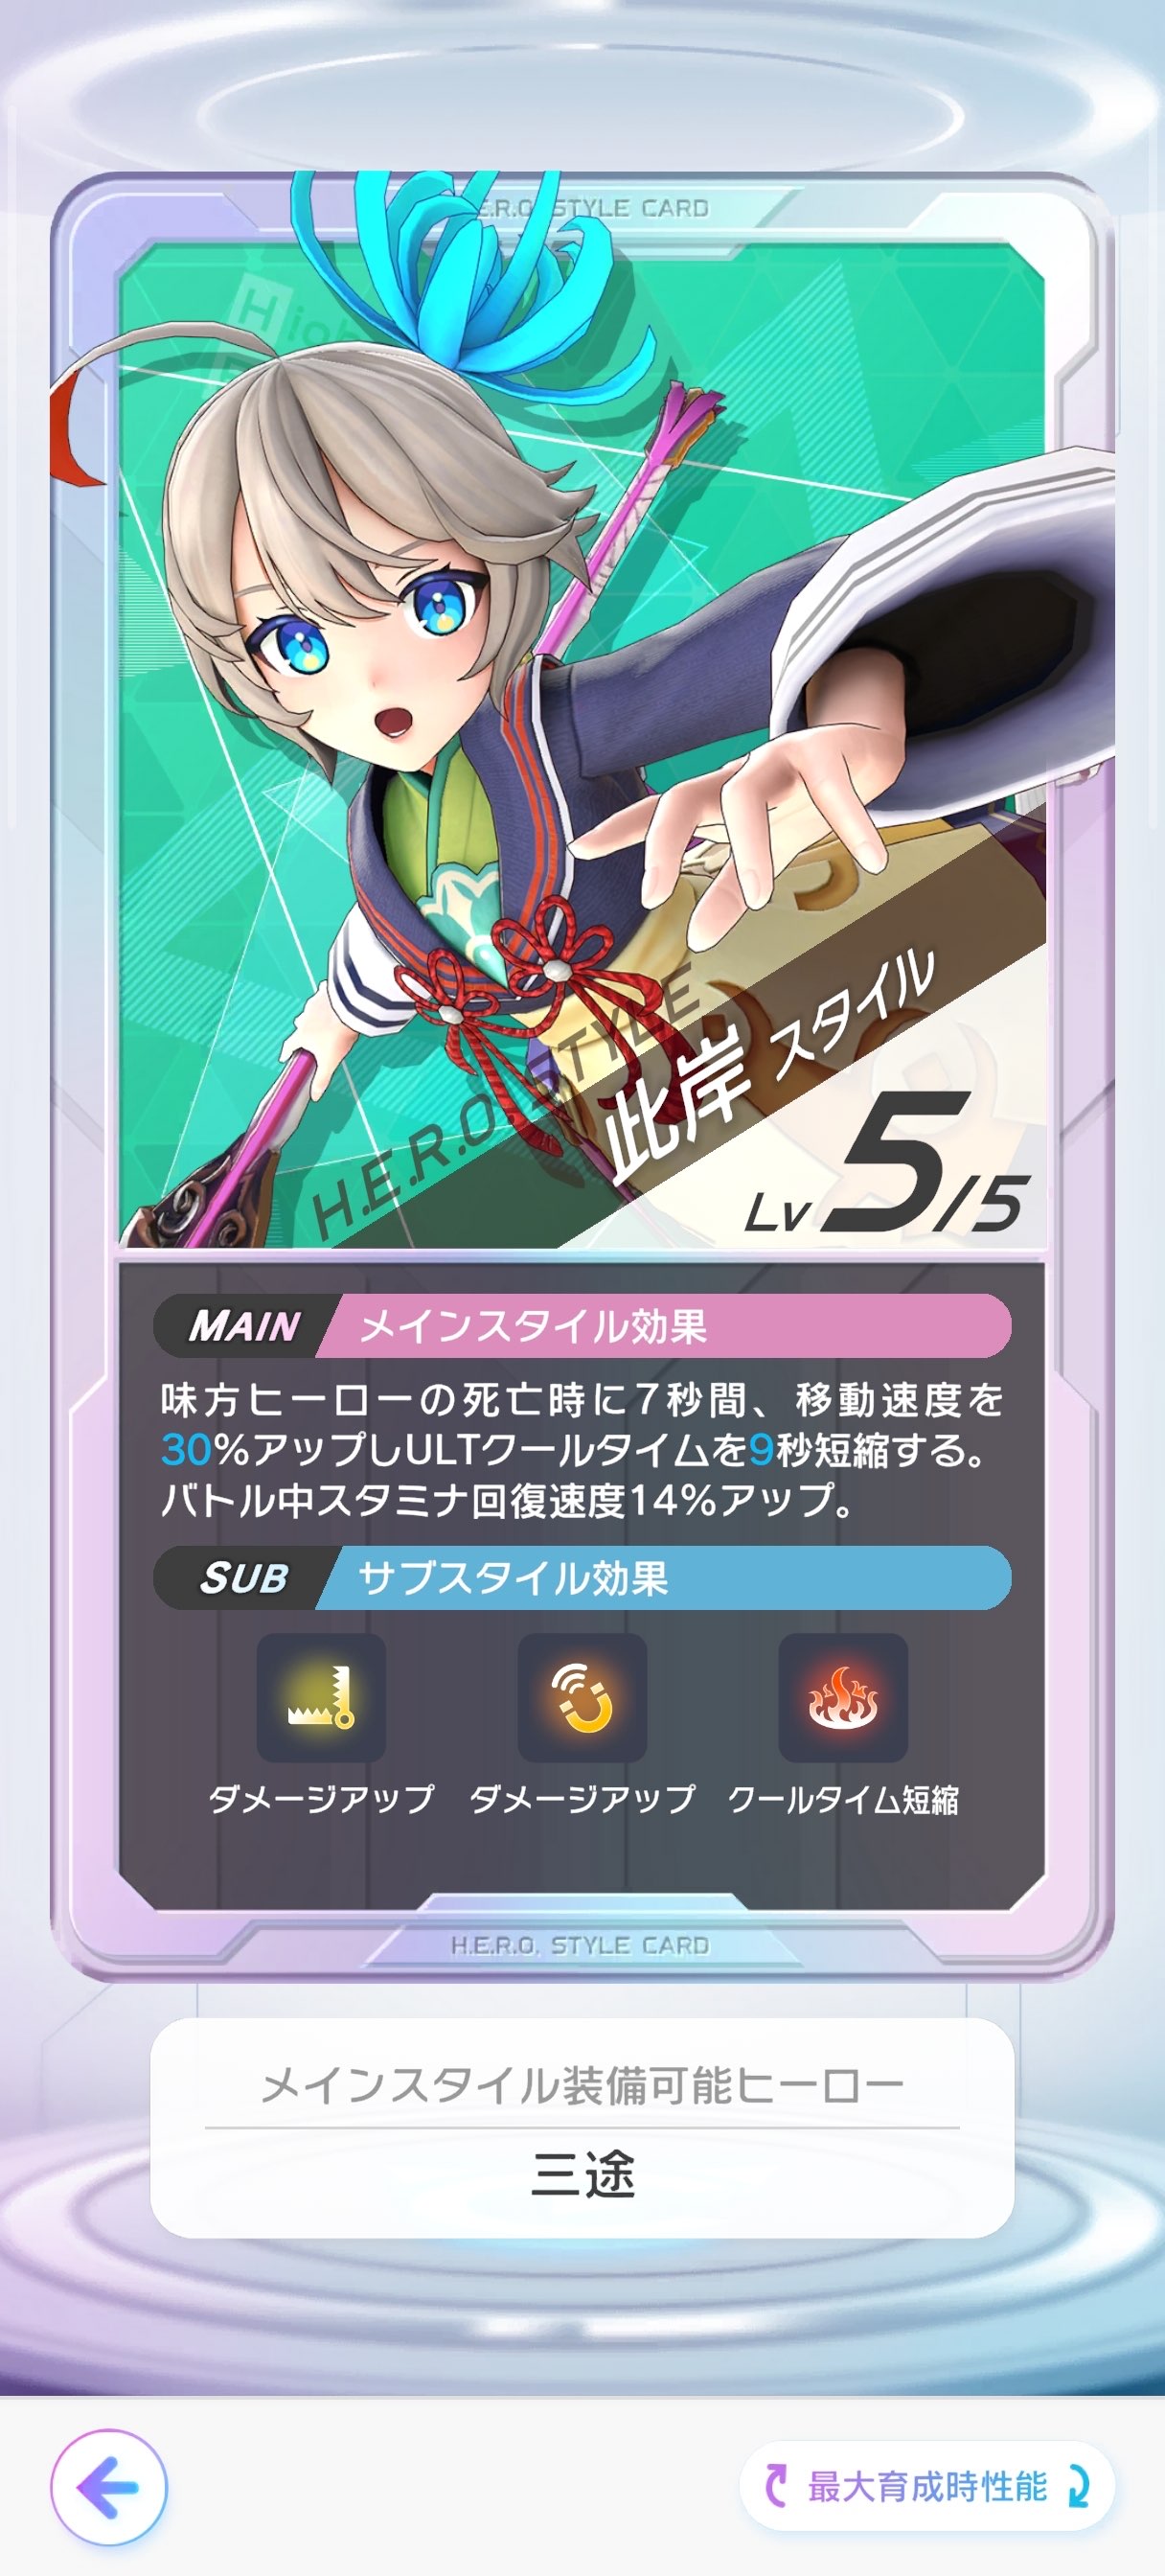 H.E.R.O. STYLE CARD
H.E.R.O. STYLE
此岸 スタイル
Lv 5/5
MAIN メインスタイル効果
味方ヒーローの死亡時に7秒間、移動速度を
30%アップしULTクールタイムを9秒短縮する。
バトル中スタミナ回復速度14%アップ。
SUB サブスタイル効果
ダメージアップ ダメージアップ クールタイム短縮
H.E.R.O. STYLE CARD
メインスタイル装備可能ヒーロー
三途
最大育成時性能